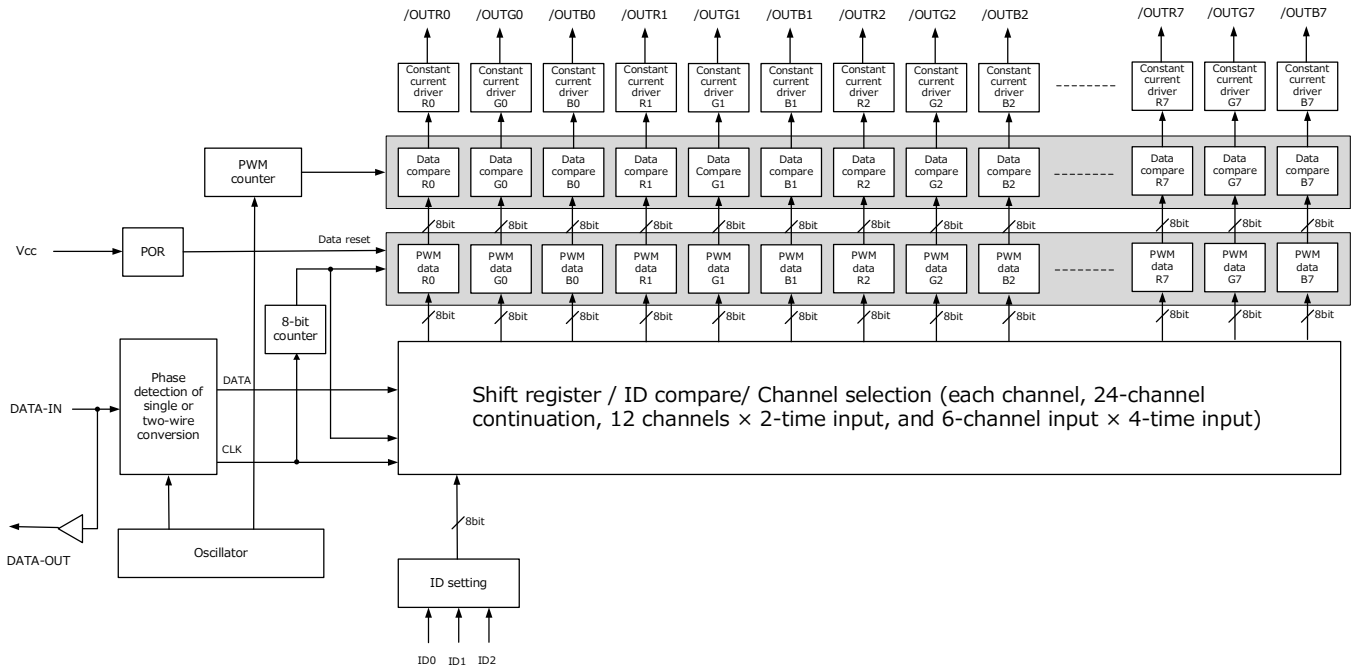 /OUTR0 /OUTG0 /OUTB0 /OUTR1 /OUTG1 /OUTB1 /OUTR2 /OUTG2 /OUTB2 /OUTR7 /OUTG7 /OUTB7
Constant
current
driver
R0
Constant
current
driver
G0
Constant
current
driver
B0
Constant
current
driver
R1
Constant
current
driver
G1
Constant
current
driver
B1
Constant
current
driver
R2
Constant
current
driver
G2
Constant
current
driver
B2
Constant
current
driver
R7
Constant
current
driver
G7
Constant
current
driver
B7
PWM
counter
Data
compare
R0
Data
compare
G0
Data
compare
B0
Data
compare
R1
Data
Compare
G1
Data
compare
B1
Data
compare
R2
Data
compare
G2
Data
compare
B2
Data
compare
R7
Data
compare
G7
Data
compare
B7
8bit 8bit 8bit 8bit 8bit 8bit 8bit 8bit 8bit 8bit 8bit 8bit
Vcc
POR
Data reset
PWM
data
R0
PWM
data
G0
PWM
data
B0
PWM
data
R1
PWM
data
G1
PWM
data
B1
PWM
data
R2
PWM
data
G2
PWM
data
B2
PWM
data
R7
PWM
data
G7
PWM
data
B7
8bit 8bit 8bit 8bit 8bit 8bit 8bit 8bit 8bit 8bit 8bit 8bit
8-bit
counter
DATA-IN
Phase
detection of
single or
two-wire
conversion
DATA
CLK
Shift register / ID compare/ Channel selection (each channel, 24-channel
continuation, 12 channels × 2-time input, and 6-channel input × 4-time input)
DATA-OUT
Oscillator
8bit
ID setting
ID0 ID1 ID2